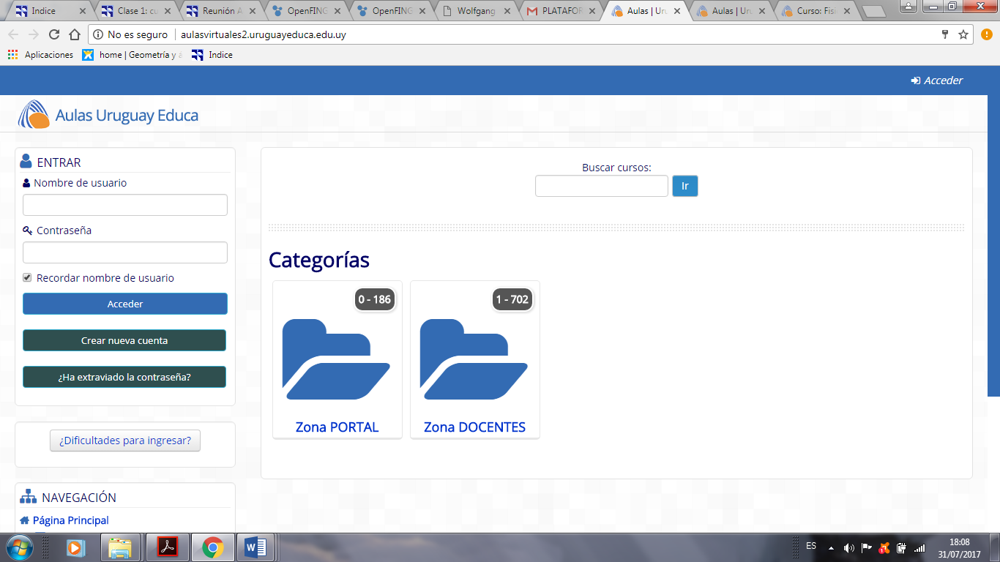 Indice
Clase 1: cu
Reunión A
OpenFING
OpenFING
Wolfgang
PLATAFOR
Aulas | Uru
Aulas | Uru
Curso: Fisi
No es seguro
aulasvirtuales2.uruguayeduca.edu.uy
Aplicaciones
home | Geometría y a
Indice
Acceder
Aulas Uruguay Educa
ENTRAR
Nombre de usuario
Contraseña
Recordar nombre de usuario
Acceder
Crear nueva cuenta
¿Ha extraviado la contraseña?
¿Dificultades para ingresar?
NAVEGACIÓN
Página Principal
Buscar cursos:
Ir
Categorías
0 - 186
1 - 702
Zona PORTAL
Zona DOCENTES
ES
18:08
31/07/2017